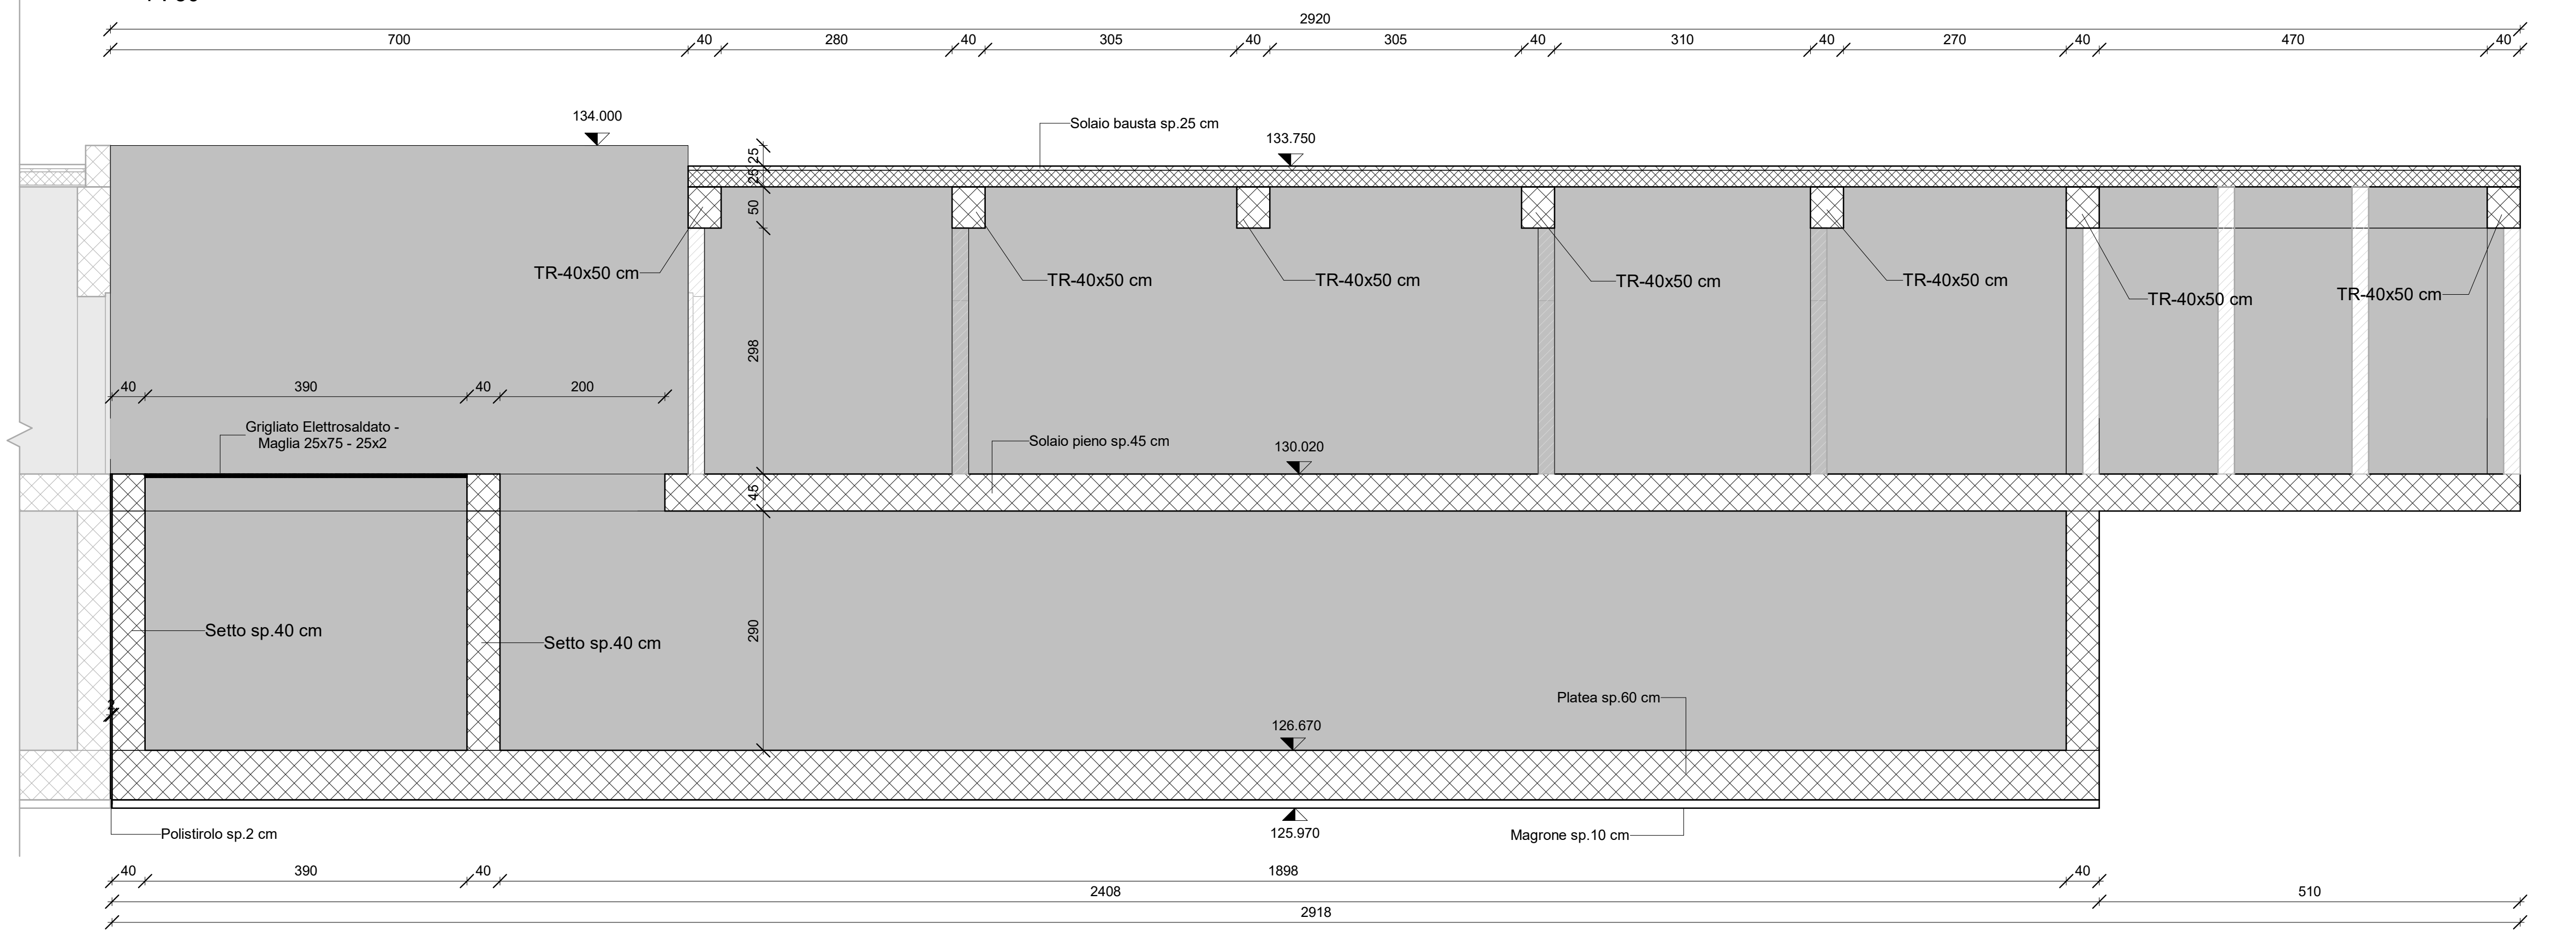 2920
700 40 280 40 305 40 305 40 310 40 270 40 470 40
134.000
Solaio bausta sp.25 cm
133.750
25
25
50
TR-40x50 cm
TR-40x50 cm
TR-40x50 cm
TR-40x50 cm
TR-40x50 cm
TR-40x50 cm
TR-40x50 cm
298
40 390 40 200
Grigliato Elettrosaldato -
Maglia 25x75 - 25x2
Solaio pieno sp.45 cm
130.020
45
Setto sp.40 cm
Setto sp.40 cm
290
Platea sp.60 cm
2
126.670
Polistirolo sp.2 cm
125.970
Magrone sp.10 cm
40 390 40 1898 40
2408 510
2918